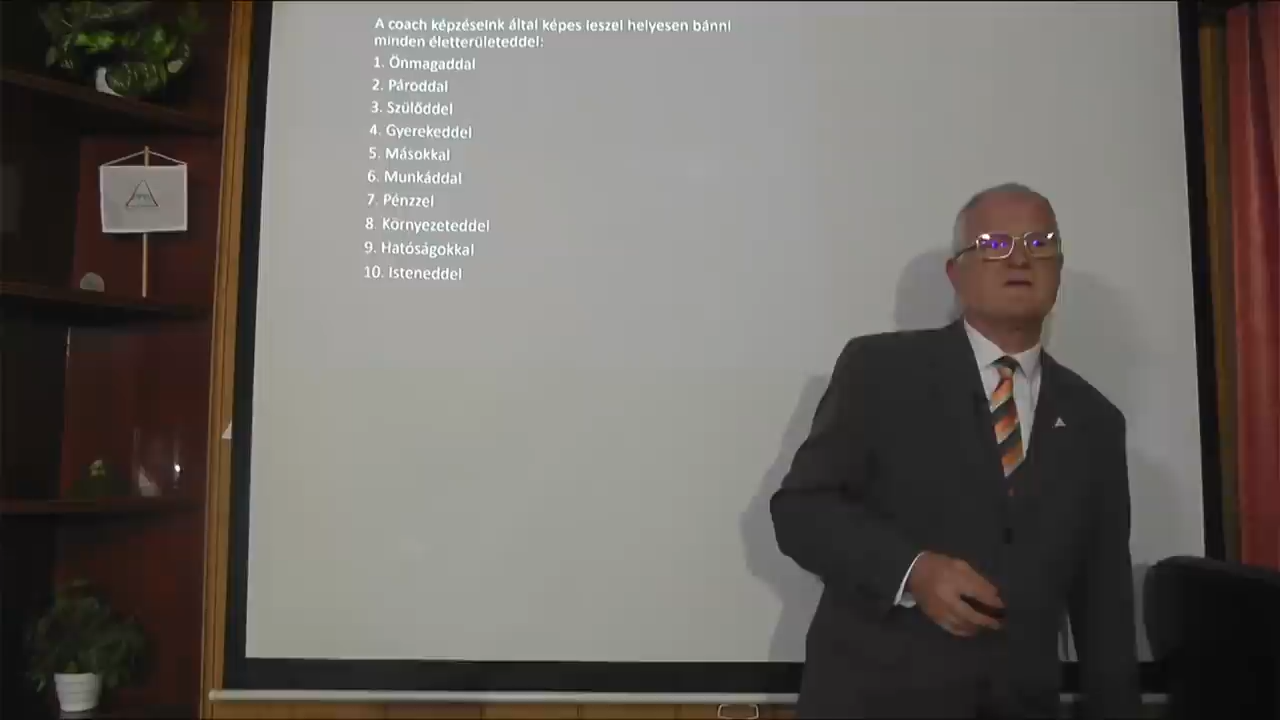 A coach képzéseink által képes leszel helyesen bánni
minden életterületeddel:
1. Önmagaddal
2. Pároddal
3. Szülőddel
4. Gyerekeddel
5. Másokkal
6. Munkáddal
7. Pénzzel
8. Környezeteddel
9. Hatóságokkal
10. Isteneddel